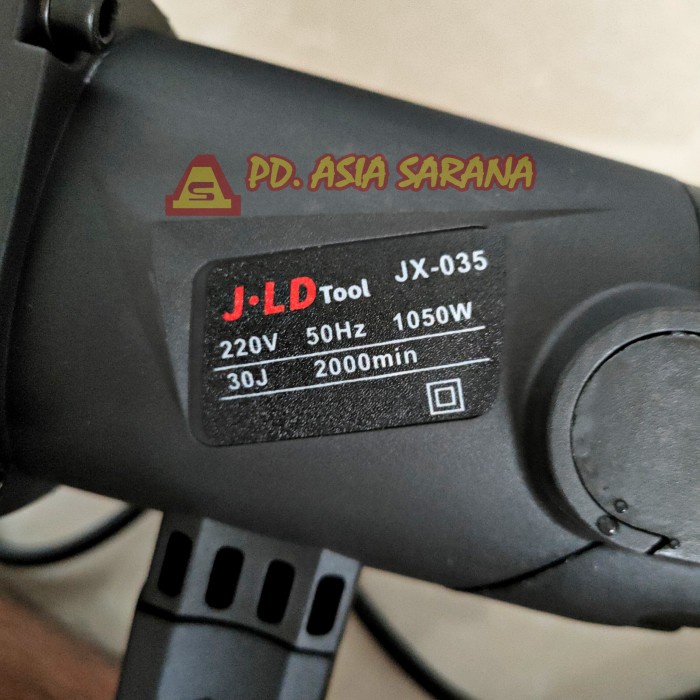 PD. ASIA SARANA
J·LD Tool JX-035
220V 50Hz 1050W
30J 2000min